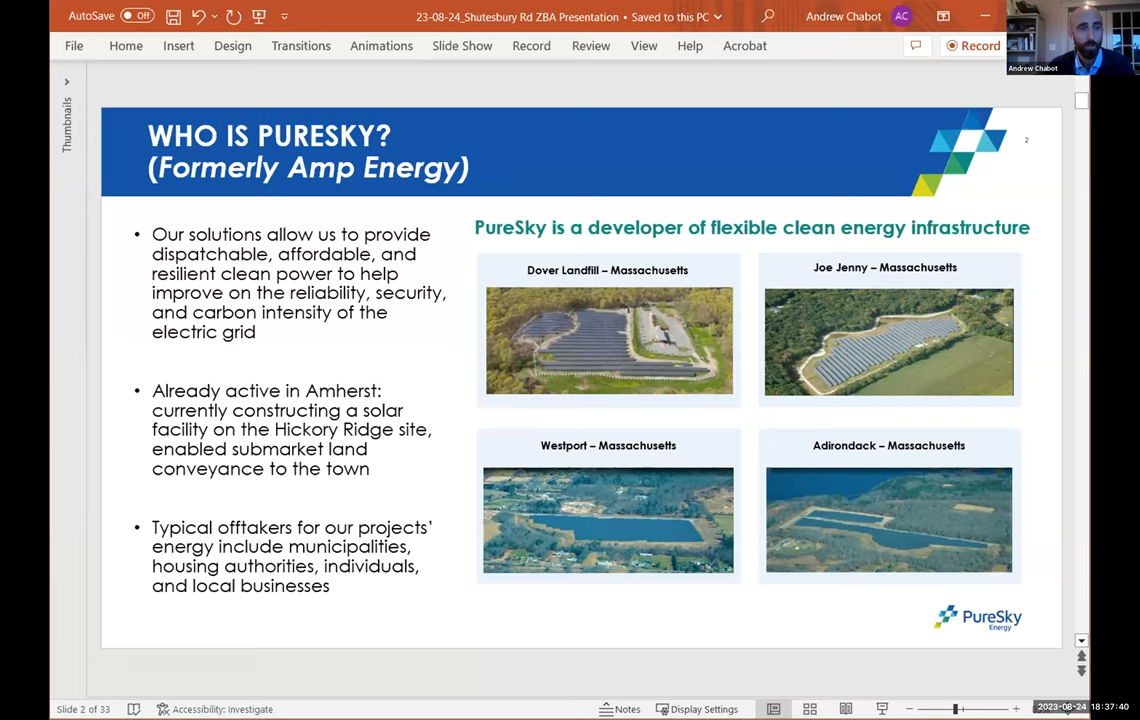 AutoSave Off 23-08-24_Shutesbury Rd ZBA Presentation • Saved to this PC Andrew Chabot AC
File Home Insert Design Transitions Animations Slide Show Record Review View Help Acrobat Record
Andrew Chabot
Thumbnails
WHO IS PURESKY?
(Formerly Amp Energy)
2
• Our solutions allow us to provide
dispatchable, affordable, and
resilient clean power to help
improve on the reliability, security,
and carbon intensity of the
electric grid
• Already active in Amherst:
currently constructing a solar
facility on the Hickory Ridge site,
enabled submarket land
conveyance to the town
• Typical offtakers for our projects’
energy include municipalities,
housing authorities, individuals,
and local businesses
PureSky is a developer of flexible clean energy infrastructure
Dover Landfill – Massachusetts
Joe Jenny – Massachusetts
Westport – Massachusetts
Adirondack – Massachusetts
PureSky
Energy
Slide 2 of 33 Accessibility: Investigate Notes Display Settings
2023-08-24 18:37:40